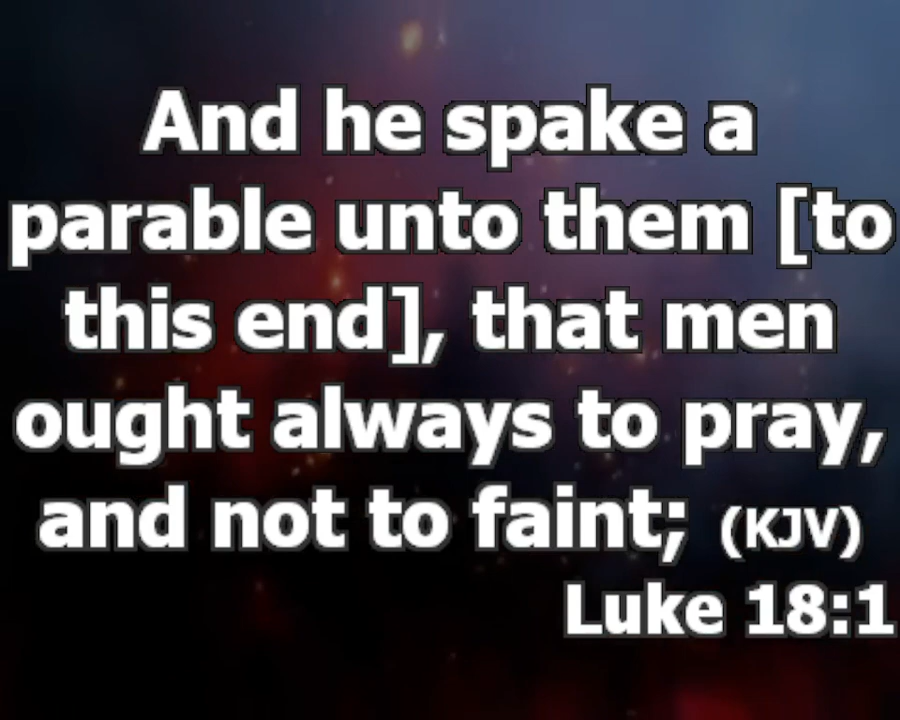 And he spake a
parable unto them [to
this end], that men
ought always to pray,
and not to faint; (KJV)
Luke 18:1